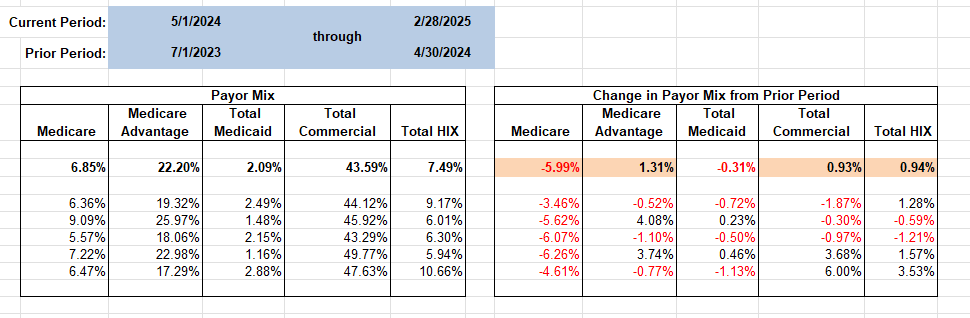 Current Period: 5/1/2024 through 2/28/2025
Prior Period: 7/1/2023 4/30/2024
Payor Mix Change in Payor Mix from Prior Period
Medicare Medicare Advantage Total Medicaid Total Commercial Total HIX Medicare Medicare Advantage Total Medicaid Total Commercial Total HIX
6.85% 22.20% 2.09% 43.59% 7.49% -5.99% 1.31% -0.31% 0.93% 0.94%
6.36% 19.32% 2.49% 44.12% 9.17% -3.46% -0.52% -0.72% -1.87% 1.28%
9.09% 25.97% 1.48% 45.92% 6.01% -5.62% 4.08% 0.23% -0.30% -0.59%
5.57% 18.06% 2.15% 43.29% 6.30% -6.07% -1.10% -0.50% -0.97% -1.21%
7.22% 22.98% 1.16% 49.77% 5.94% -6.26% 3.74% 0.46% 3.68% 1.57%
6.47% 17.29% 2.88% 47.63% 10.66% -4.61% -0.77% -1.13% 6.00% 3.53%